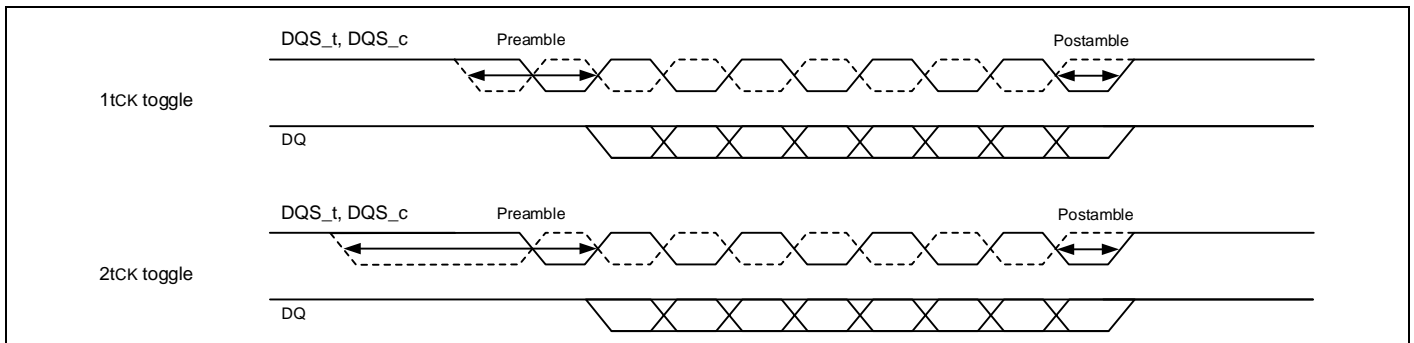 DQS_t, DQS_c
Preamble
Postamble
1tCK toggle
DQ
DQS_t, DQS_c
Preamble
Postamble
2tCK toggle
DQ